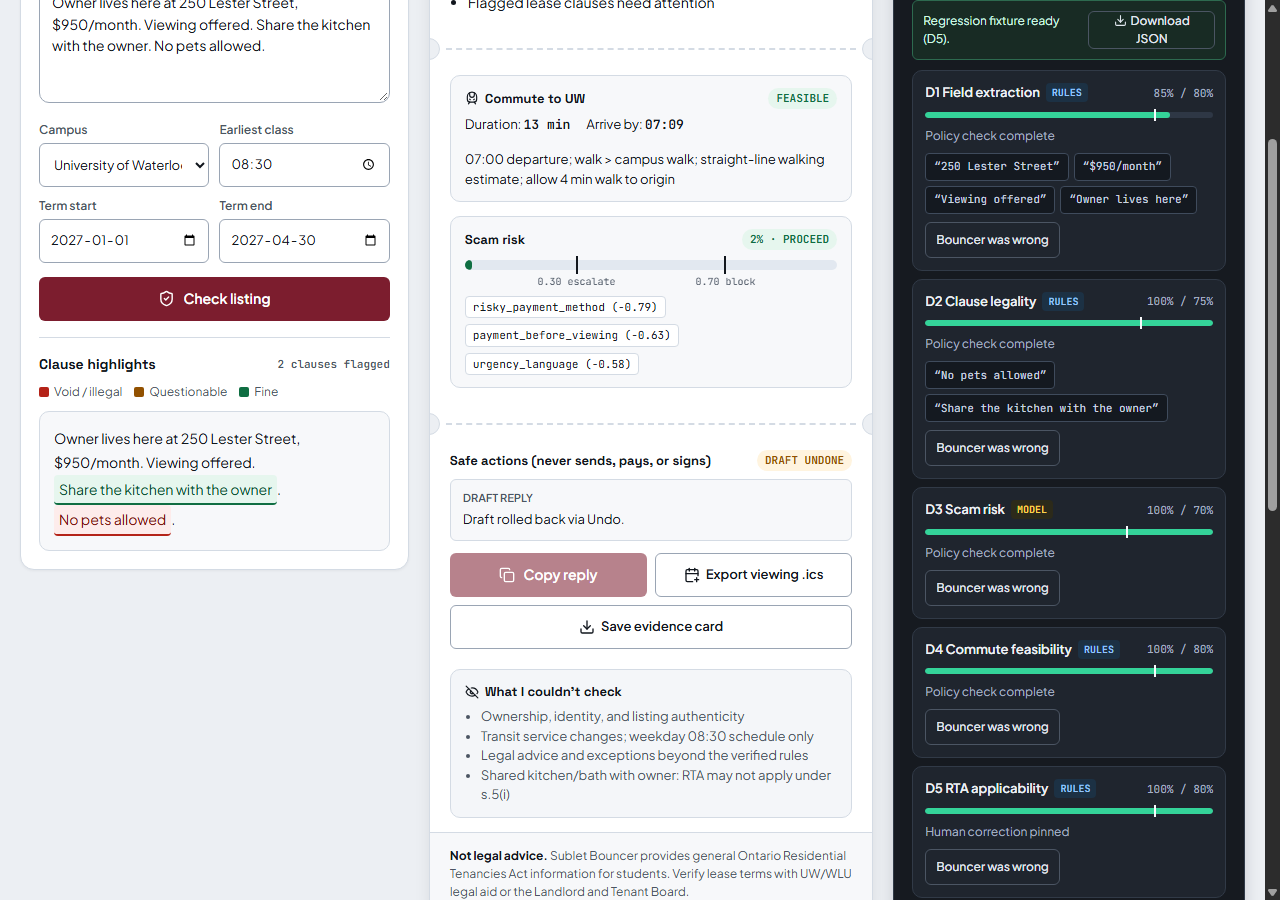 Owner lives here at 250 Lester Street,
$950/month. Viewing offered. Share the kitchen
with the owner. No pets allowed.
Campus
Earliest class
University of Waterloo
08:30
Term start
Term end
2027-01-01
2027-04-30
Check listing
Clause highlights
2 clauses flagged
Void / illegal
Questionable
Fine
Owner lives here at 250 Lester Street,
$950/month. Viewing offered.
Share the kitchen with the owner .
No pets allowed .
Flagged lease clauses need attention
Commute to UW
FEASIBLE
Duration: 13 min Arrive by: 07:09
07:00 departure; walk > campus walk; straight-line walking
estimate; allow 4 min walk to origin
Scam risk
2% · PROCEED
0.30 escalate
0.70 block
risky_payment_method (-0.79)
payment_before_viewing (-0.63)
urgency_language (-0.58)
Safe actions (never sends, pays, or signs)
DRAFT UNDONE
DRAFT REPLY
Draft rolled back via Undo.
Copy reply
Export viewing .ics
Save evidence card
What I couldn’t check
Ownership, identity, and listing authenticity
Transit service changes; weekday 08:30 schedule only
Legal advice and exceptions beyond the verified rules
Shared kitchen/bath with owner: RTA may not apply under
s.5(i)
Not legal advice. Sublet Bouncer provides general Ontario Residential
Tenancies Act information for students. Verify lease terms with UW/WLU
legal aid or the Landlord and Tenant Board.
Regression fixture ready
(D5).
Download
JSON
D1 Field extraction RULES 85% / 80%
Policy check complete
“250 Lester Street” “$950/month”
“Viewing offered” “Owner lives here”
Bouncer was wrong
D2 Clause legality RULES 100% / 75%
Policy check complete
“No pets allowed”
“Share the kitchen with the owner”
Bouncer was wrong
D3 Scam risk MODEL 100% / 70%
Policy check complete
Bouncer was wrong
D4 Commute feasibility RULES 100% / 80%
Policy check complete
Bouncer was wrong
D5 RTA applicability RULES 100% / 80%
Human correction pinned
Bouncer was wrong